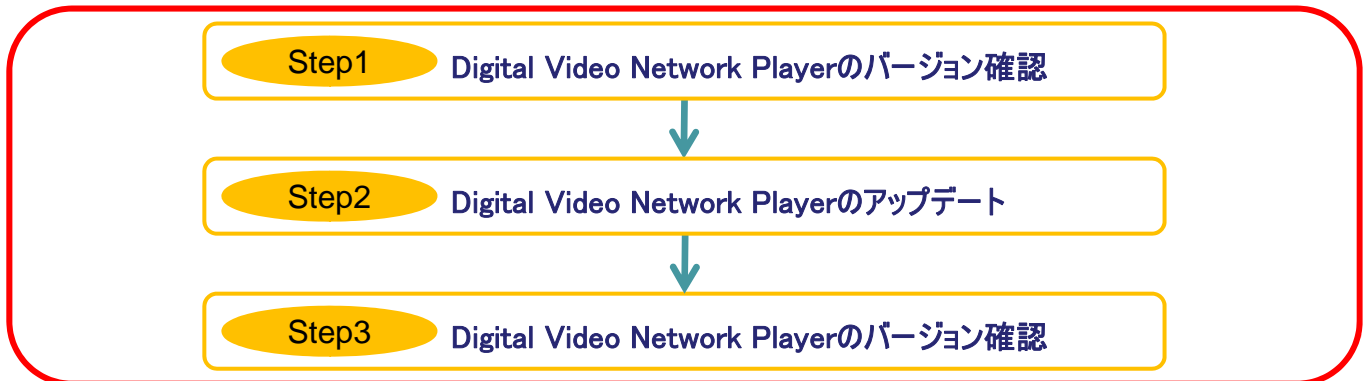 Step1 Digital Video Network Playerのバージョン確認
Step2 Digital Video Network Playerのアップデート
Step3 Digital Video Network Playerのバージョン確認